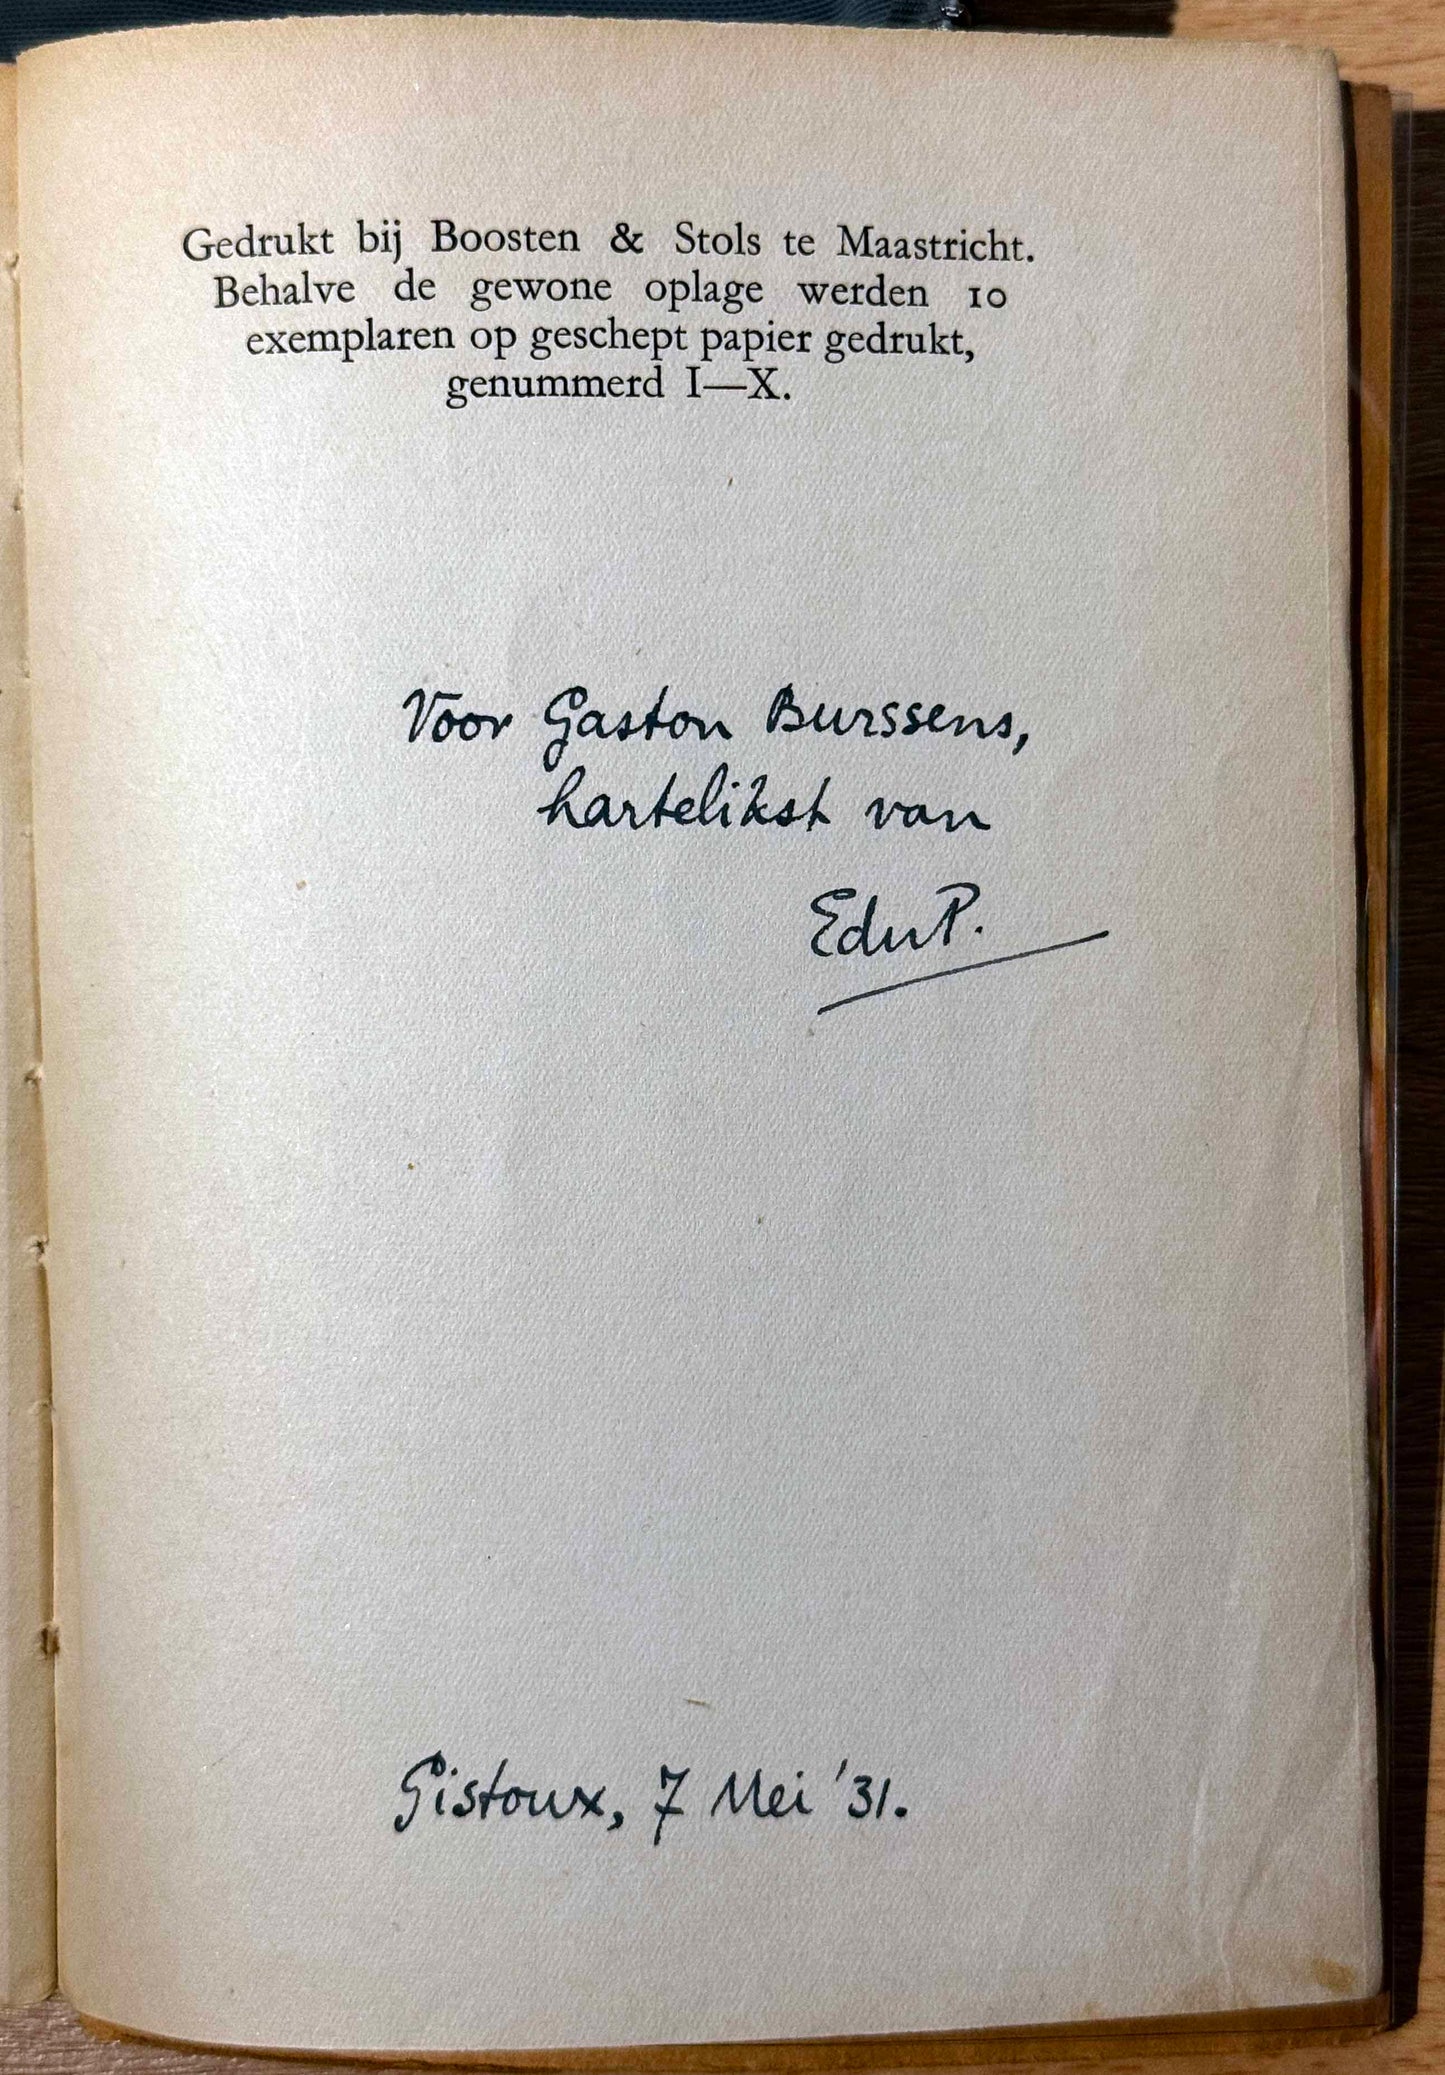 Gedrukt bij Boosten & Stols te Maastricht.
Behalve de gewone oplage werden 10
exemplaren op geschept papier gedrukt,
genummerd I—X.
Voor Gaston Burssens,
hartelikst van
EduP.
Gistoux, 7 Mei '31.